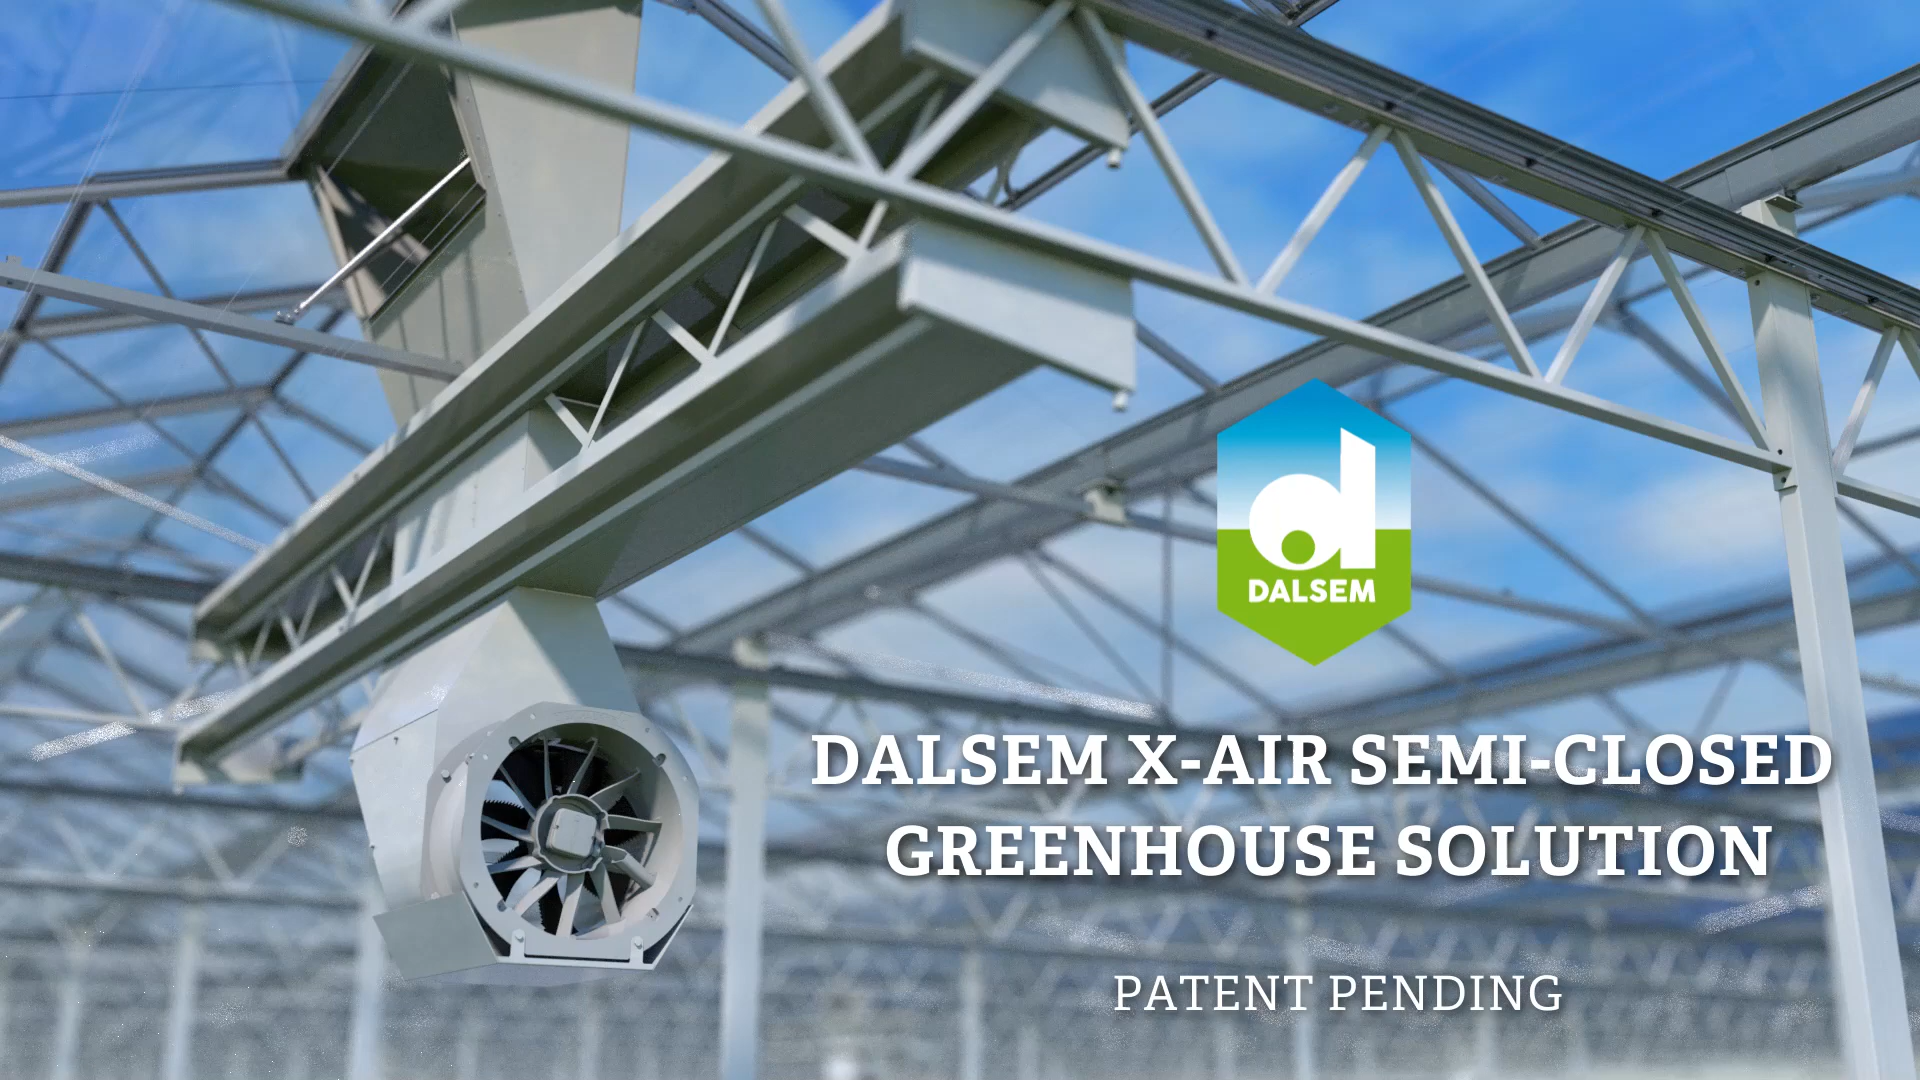 DALSEM
DALSEM X-AIR SEMI-CLOSED
GREENHOUSE SOLUTION
PATENT PENDING